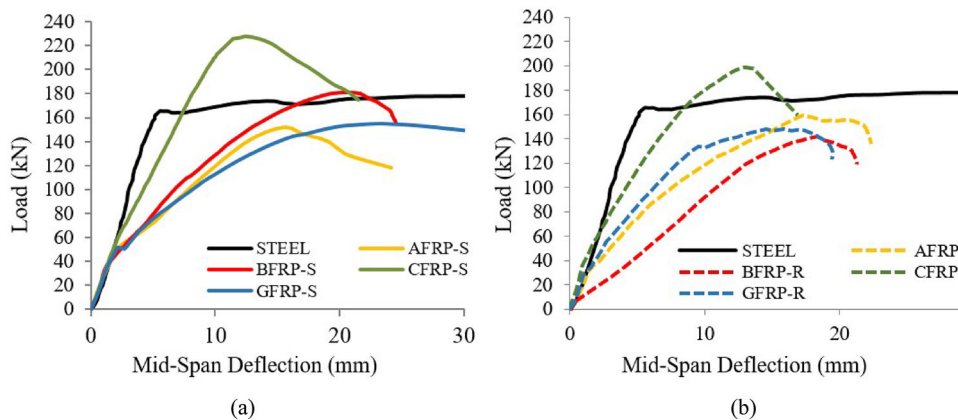 240
220
200
180
160
140
120
100
80
60
40
20
0
Load (kN)
STEEL
AFRP-S
BFRP-S
CFRP-S
GFRP-S
0
10
20
30
Mid-Span Deflection (mm)
(a)
240
220
200
180
160
140
120
100
80
60
40
20
0
Load (kN)
STEEL
AFRP
BFRP-R
CFRP
GFRP-R
0
10
20
Mid-Span Deflection (mm)
(b)